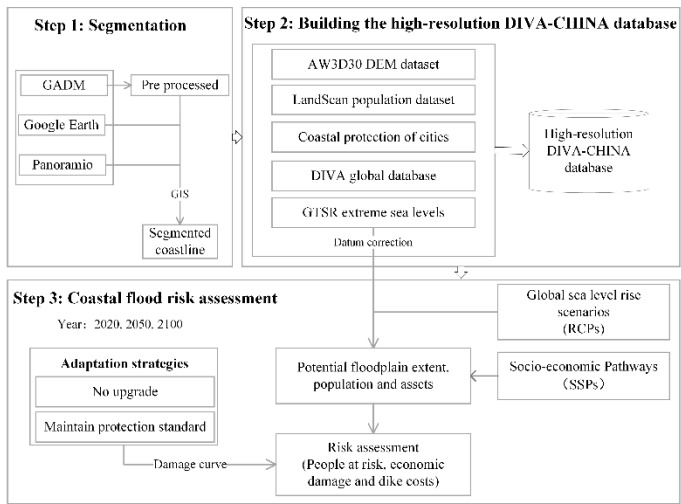 Step 1: Segmentation
GADM
Pre processed
Google Earth
Panoramio
GIS
Segmented
coastline
Step 2: Building the high-resolution DIVA-CHINA database
AW3D30 DEM dataset
LandScan population dataset
Coastal protection of cities
DIVA global database
GTSR extreme sea levels
Datum correction
High-resolution
DIVA-CHINA
database
Step 3: Coastal flood risk assessment
Year: 2020, 2050, 2100
Adaptation strategies
No upgrade
Maintain protection standard
Damage curve
Global sea level rise
scenarios
(RCPs)
Potential floodplain extent,
population and assets
Socio-economic Pathways
（SSPs）
Risk assessment
(People at risk, economic
damage and dike costs)